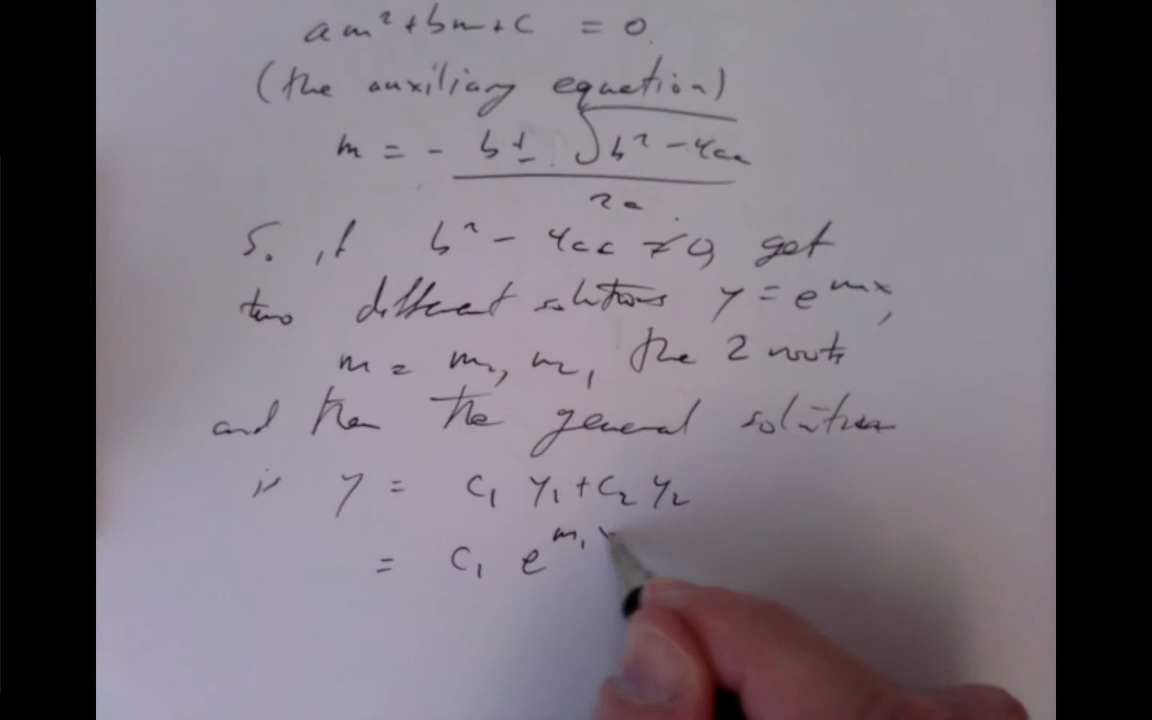 am² + bm + c = 0.
(the auxiliary equation)
m = - b ± √b² - 4ac
2a
So if b² - 4ac ≠ 0, get
two different solutions y = e^mx,
m = m₁, m₂, the 2 roots
and then the general solution
is y = c₁ y₁ + c₂ y₂
= c₁ e^m₁x